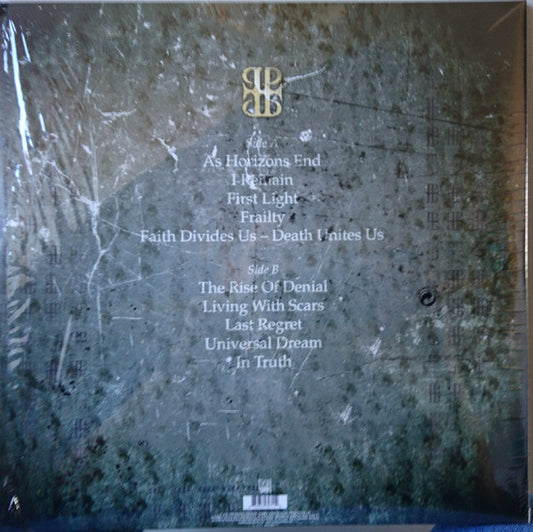 Side A
As Horizons End
I Remain
First Light
Frailty
Faith Divides Us – Death Unites Us
Side B
The Rise Of Denial
Living With Scars
Last Regret
Universal Dream
In Truth